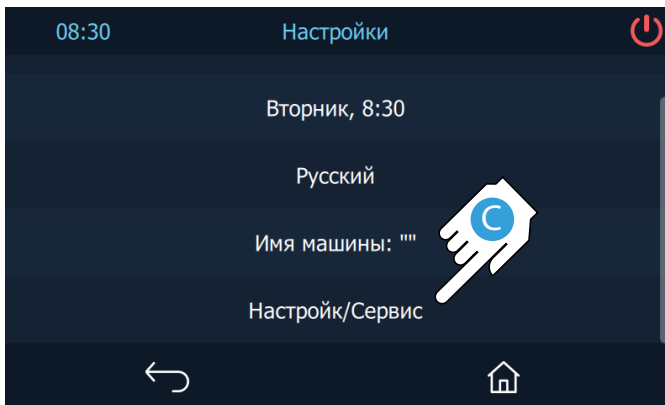 08:30 Настройки
Вторник, 8:30
Русский
Имя машины: ""
C
Настройк/Сервис